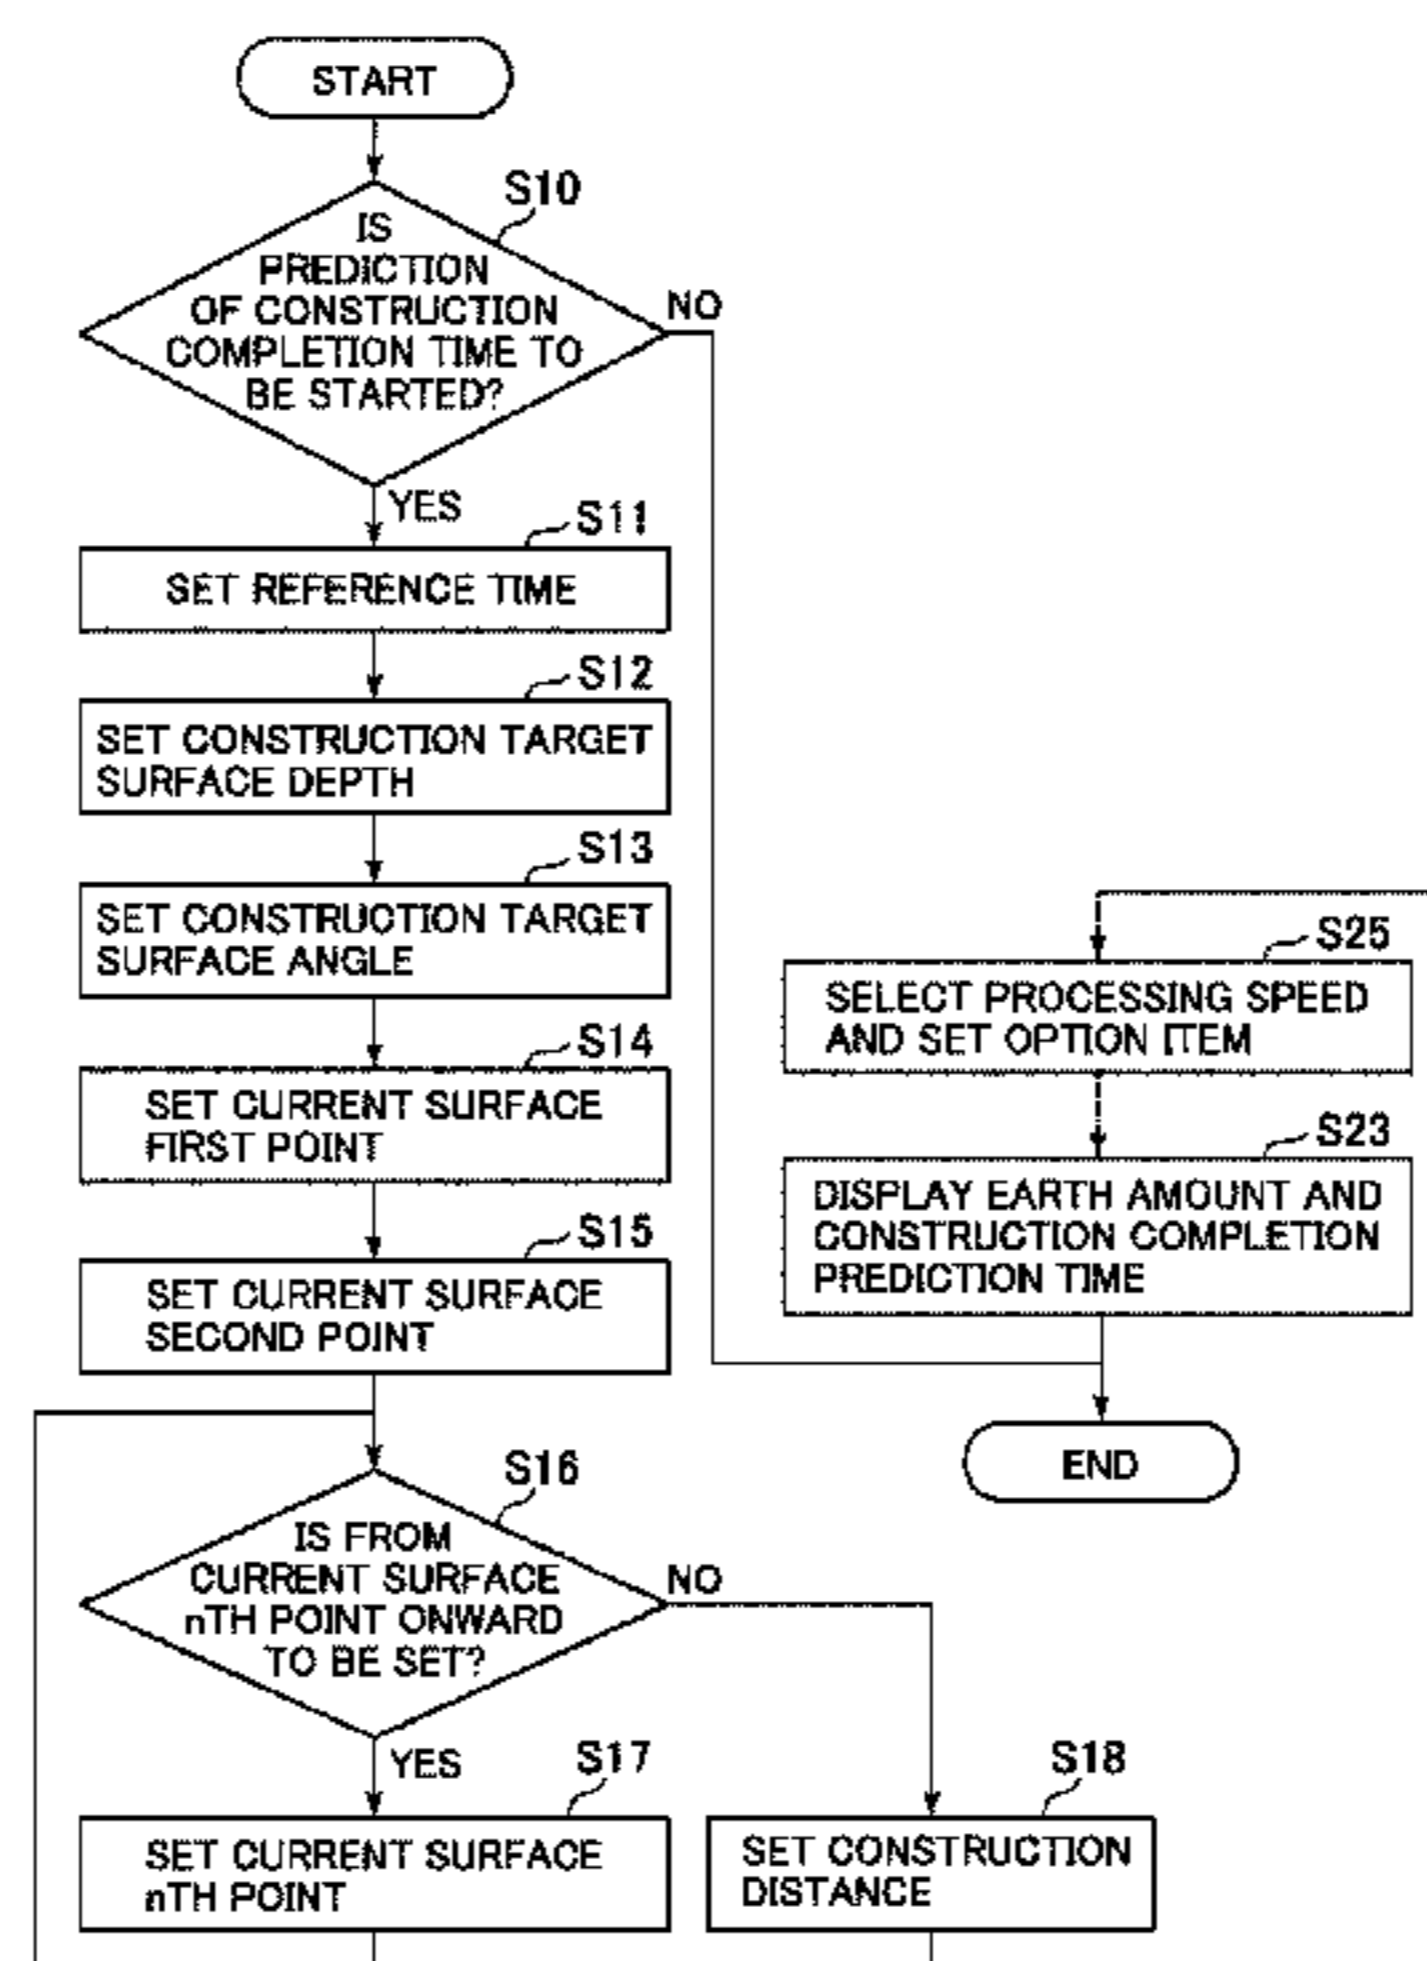 START
S10
IS
PREDICTION
OF CONSTRUCTION
COMPLETION TIME TO
BE STARTED?
NO
YES
S11
SET REFERENCE TIME
S12
SET CONSTRUCTION TARGET
SURFACE DEPTH
S13
SET CONSTRUCTION TARGET
SURFACE ANGLE
S14
SET CURRENT SURFACE
FIRST POINT
S15
SET CURRENT SURFACE
SECOND POINT
S16
IS FROM
CURRENT SURFACE
nTH POINT ONWARD
TO BE SET?
NO
YES
S17
SET CURRENT SURFACE
nTH POINT
S18
SET CONSTRUCTION
DISTANCE
S25
SELECT PROCESSING SPEED
AND SET OPTION ITEM
S23
DISPLAY EARTH AMOUNT AND
CONSTRUCTION COMPLETION
PREDICTION TIME
END